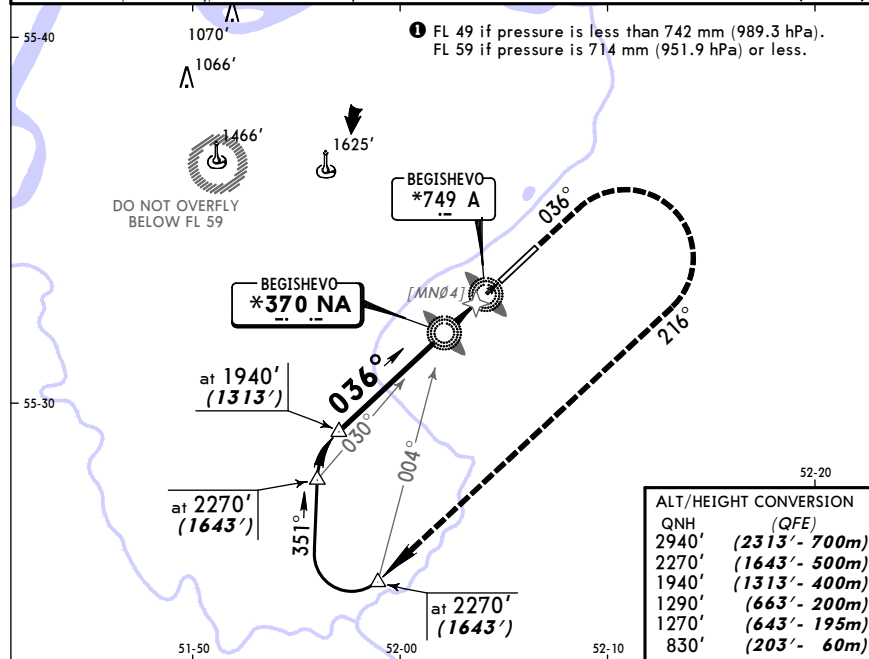 55-40
1070'
1066'
1466'
1625'
❶ FL 49 if pressure is less than 742 mm (989.3 hPa).
FL 59 if pressure is 714 mm (951.9 hPa) or less.
DO NOT OVERFLY
BELOW FL 59
BEGISHEVO
*749 A
.-
036°
BEGISHEVO
*370 NA
-. .-
[MNØ4]
216°
at 1940'
(1313')
036°
030°
004°
55-30
at 2270'
(1643')
351°
at 2270'
(1643')
52-20
ALT/HEIGHT CONVERSION
QNH (QFE)
2940' (2313'- 700m)
2270' (1643'- 500m)
1940' (1313'- 400m)
1290' (663'- 200m)
1270' (643'- 195m)
830' (203'- 60m)
51-50
52-00
52-10